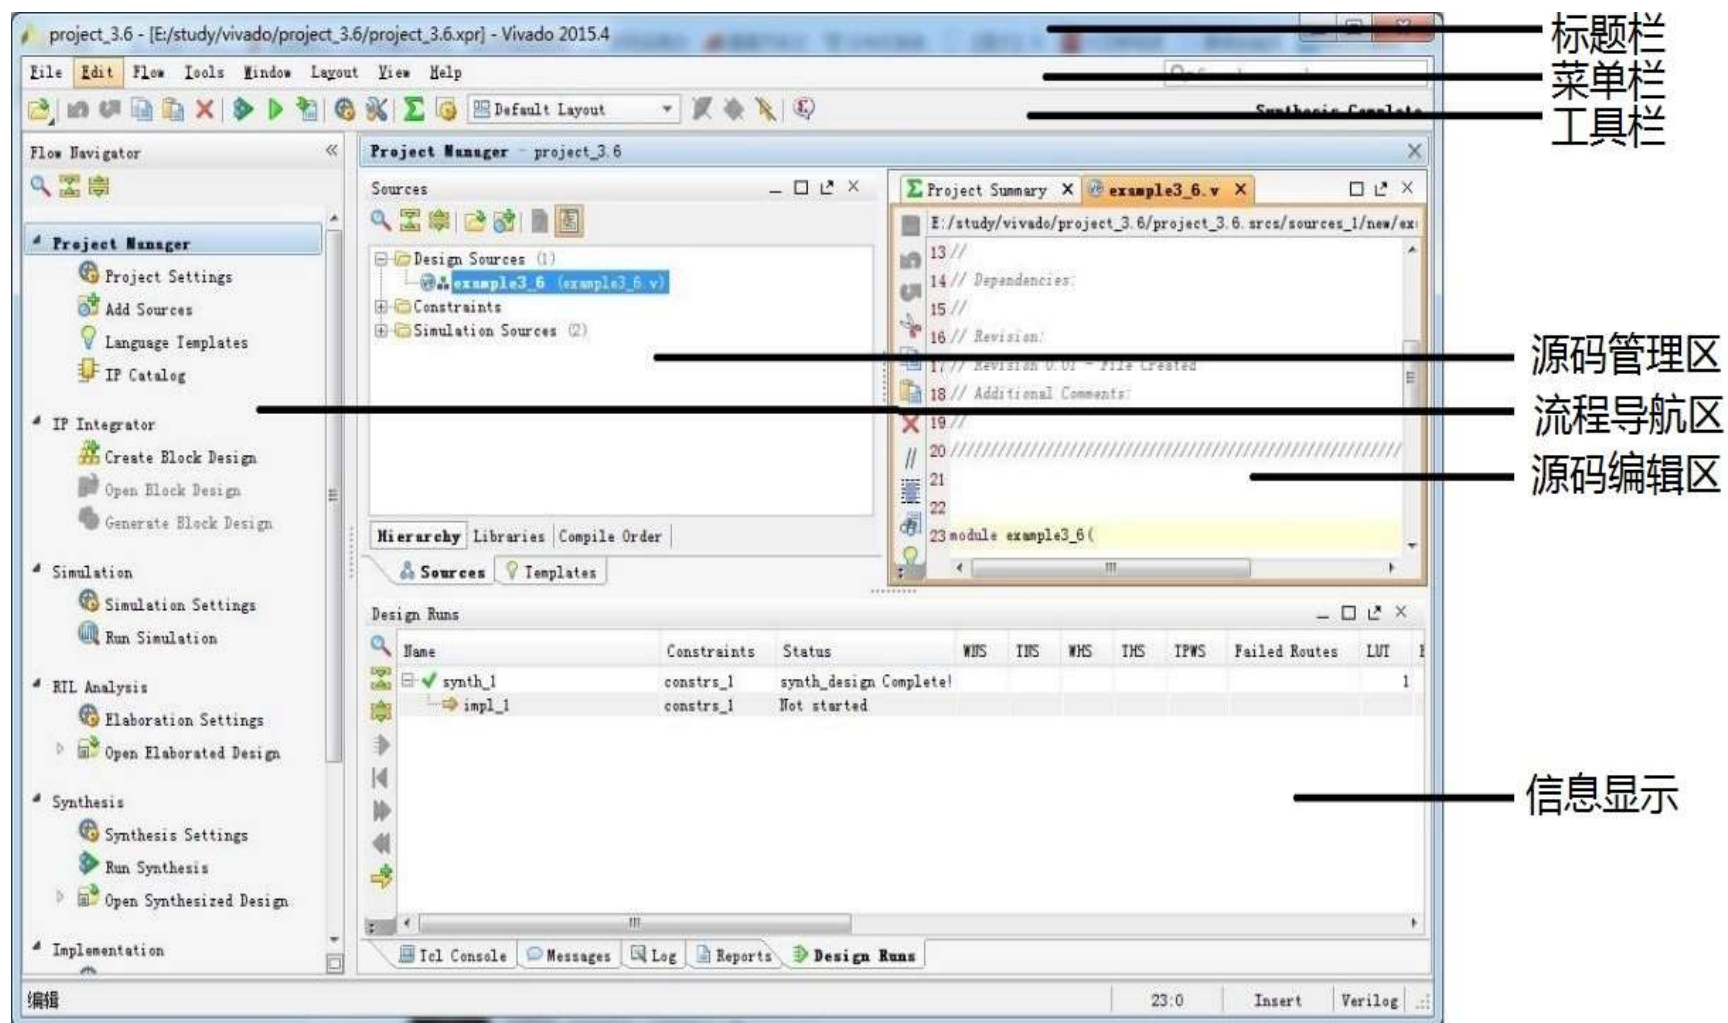 project_3.6 - [E:/study/vivado/project_3.6/project_3.6.xpr] - Vivado 2015.4
标题栏
File Edit Flow Tools Window Layout View Help
菜单栏
Default Layout
工具栏
Flow Navigator
Project Manager - project_3.6
Sources
Project Summary
example3_6.v
E:/study/vivado/project_3.6/project_3.6.srcs/sources_1/new/ex
Project Manager
Project Settings
Add Sources
Language Templates
IP Catalog
IP Integrator
Create Block Design
Open Block Design
Generate Block Design
Simulation
Simulation Settings
Run Simulation
RTL Analysis
Elaboration Settings
Open Elaborated Design
Synthesis
Synthesis Settings
Run Synthesis
Open Synthesized Design
Implementation
Design Sources (1)
example3_6 (example3_6.v)
Constraints
Simulation Sources (2)
Hierarchy Libraries Compile Order
Sources Templates
13 //
14 // Dependencies:
15 //
16 // Revision:
17 // Revision 0.01 - File Created
18 // Additional Comments:
19 //
20 ////////////////////////////////////////
21
22
23 module example3_6(
源码管理区
流程导航区
源码编辑区
Design Runs
Name Constraints Status WNS TNS WHS THS TPWS Failed Routes LUT
synth_1 constrs_1 synth_design Complete! 1
impl_1 constrs_1 Not started
信息显示
Tcl Console Messages Log Reports Design Runs
编辑 23:0 Insert Verilog